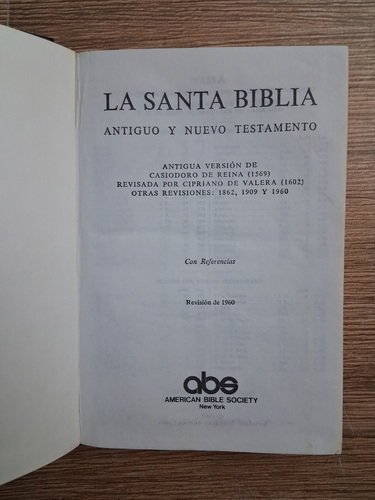 LA SANTA BIBLIA
ANTIGUO Y NUEVO TESTAMENTO
ANTIGUA VERSIÓN DE
CASIODORO DE REINA (1569)
REVISADA POR CIPRIANO DE VALERA (1602)
OTRAS REVISIONES: 1862, 1909 Y 1960
Con Referencias
Revisión de 1960
abs
AMERICAN BIBLE SOCIETY
New York